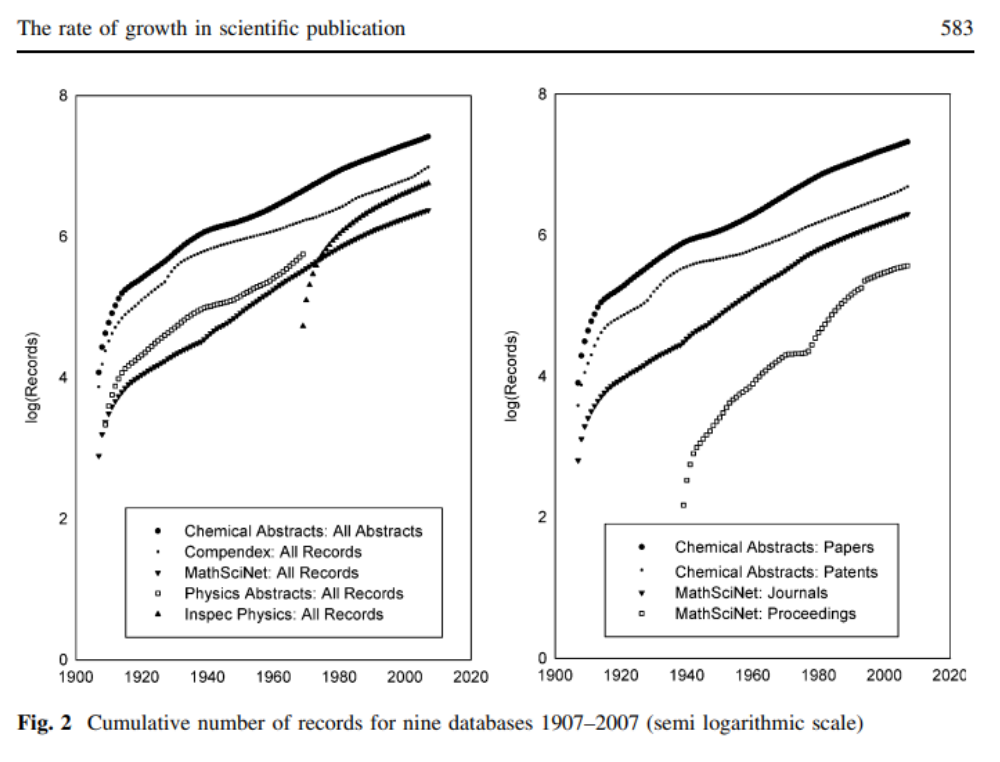 The rate of growth in scientific publication 583
8
6
4
2
0
log(Records)
1900 1920 1940 1960 1980 2000 2020
Chemical Abstracts: All Abstracts
Compendex: All Records
MathSciNet: All Records
Physics Abstracts: All Records
Inspec Physics: All Records
8
6
4
2
0
log(Records)
1900 1920 1940 1960 1980 2000 2020
Chemical Abstracts: Papers
Chemical Abstracts: Patents
MathSciNet: Journals
MathSciNet: Proceedings
Fig. 2 Cumulative number of records for nine databases 1907–2007 (semi logarithmic scale)